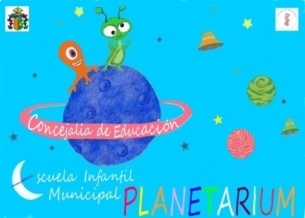 Concejalía de Educación
Escuela Infantil
Municipal
PLANETARIUM